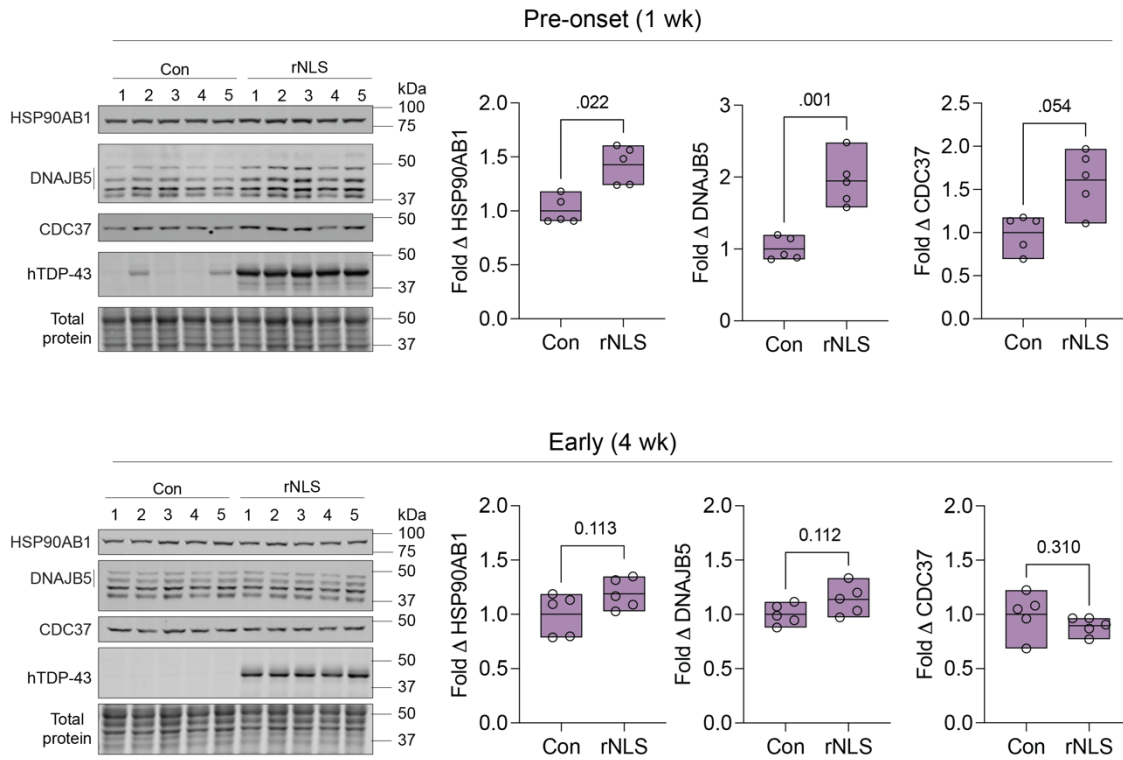 Pre-onset (1 wk)
Con rNLS
1 2 3 4 5 1 2 3 4 5 kDa
HSP90AB1 100
75
DNAJB5 50
37
CDC37 50
hTDP-43 50
37
Total protein 50
37
Fold Δ HSP90AB1
2.0
1.5
1.0
0.5
0.0
.022
Con rNLS
Fold Δ DNAJB5
3
2
1
0
.001
Con rNLS
Fold Δ CDC37
2.5
2.0
1.5
1.0
0.5
0.0
.054
Con rNLS
Early (4 wk)
Con rNLS
1 2 3 4 5 1 2 3 4 5 kDa
HSP90AB1 100
75
DNAJB5 50
37
CDC37 50
hTDP-43 50
37
Total protein 50
37
Fold Δ HSP90AB1
2.0
1.5
1.0
0.5
0.0
0.113
Con rNLS
Fold Δ DNAJB5
2.0
1.5
1.0
0.5
0.0
0.112
Con rNLS
Fold Δ CDC37
2.0
1.5
1.0
0.5
0.0
0.310
Con rNLS